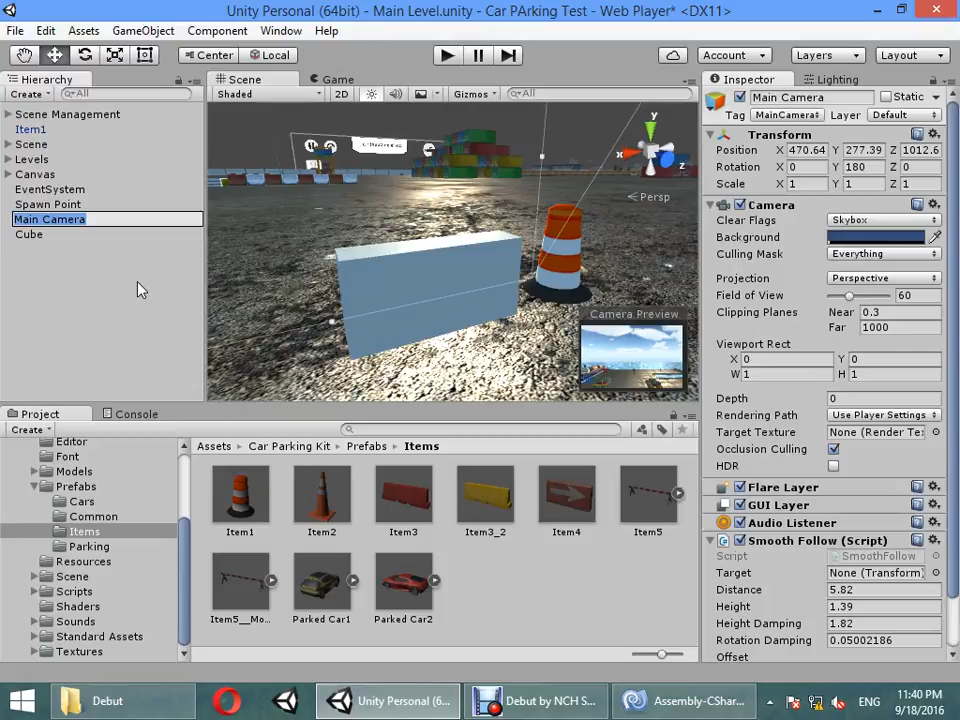 Unity Personal (64bit) - Main Level.unity - Car PArking Test - Web Player* <DX11>
File Edit Assets GameObject Component Window Help
Center Local Account Layers Layout
Hierarchy Scene Game Inspector Lighting
Create All Shaded 2D Gizmos All Main Camera Static
Tag MainCamera Layer Default
Scene Management
Item1
Scene
Levels
Canvas
EventSystem
Spawn Point
Main Camera
Cube
y
x
z
Persp
Camera Preview
Transform
Position X 470.64 Y 277.39 Z 1012.6
Rotation X 0 Y 180 Z 0
Scale X 1 Y 1 Z 1
Camera
Clear Flags Skybox
Background
Culling Mask Everything
Projection Perspective
Field of View 60
Clipping Planes Near 0.3
Far 1000
Viewport Rect
X 0 Y 0
W 1 H 1
Depth 0
Rendering Path Use Player Settings
Target Texture None (Render Te:
Occlusion Culling
HDR
Flare Layer
GUI Layer
Audio Listener
Smooth Follow (Script)
Script SmoothFollow
Target None (Transform)
Distance 5.82
Height 1.39
Height Damping 1.82
Rotation Damping 0.05002186
Offset
Project Console
Create
Editor
Font
Models
Prefabs
Cars
Common
Items
Parking
Resources
Scene
Scripts
Shaders
Sounds
Standard Assets
Textures
Assets Car Parking Kit Prefabs Items
Item1 Item2 Item3 Item3_2 Item4 Item5
Item5__Mo... Parked Car1 Parked Car2
Debut Unity Personal (6... Debut by NCH S... Assembly-CShar... ENG 11:40 PM
9/18/2016